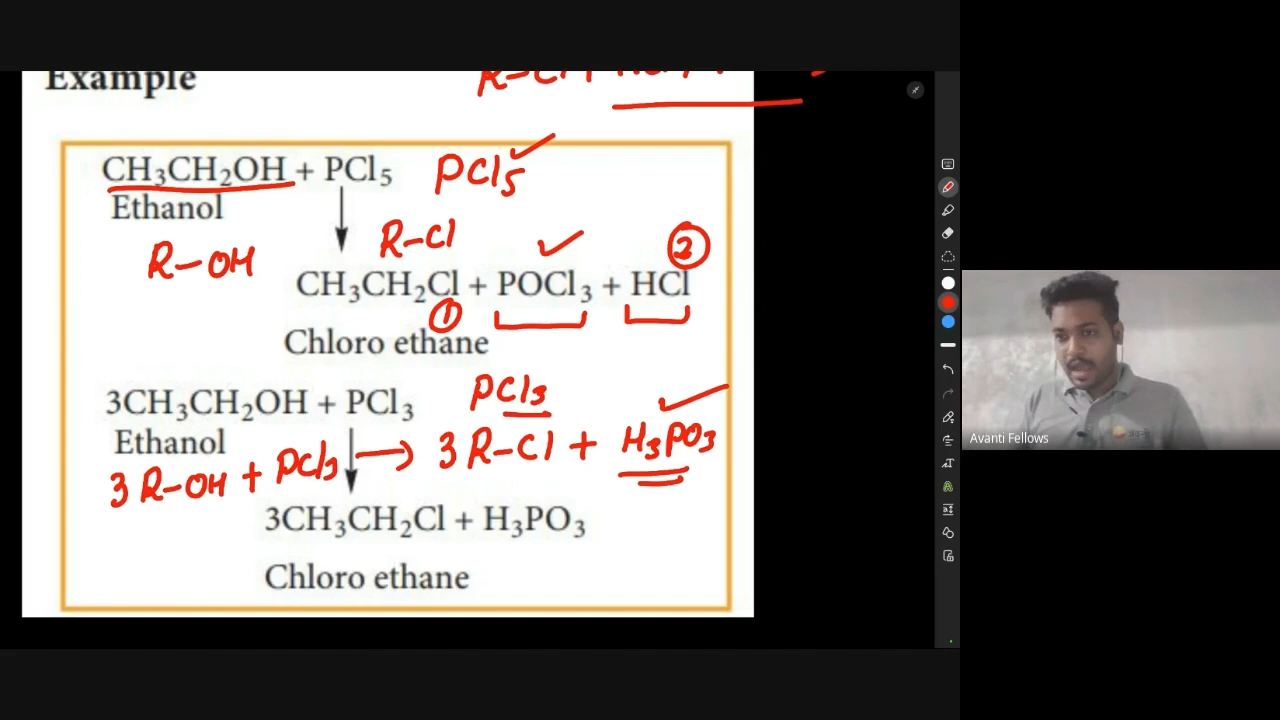 Example
CH₃CH₂OH + PCl₅ PCl₅
Ethanol
R-OH R-Cl ②
CH₃CH₂Cl + POCl₃ + HCl
①
Chloro ethane
3CH₃CH₂OH + PCl₃ PCl₃
Ethanol
3 R-OH + PCl₃ → 3 R-Cl + H₃PO₃
3CH₃CH₂Cl + H₃PO₃
Chloro ethane
Avanti Fellows